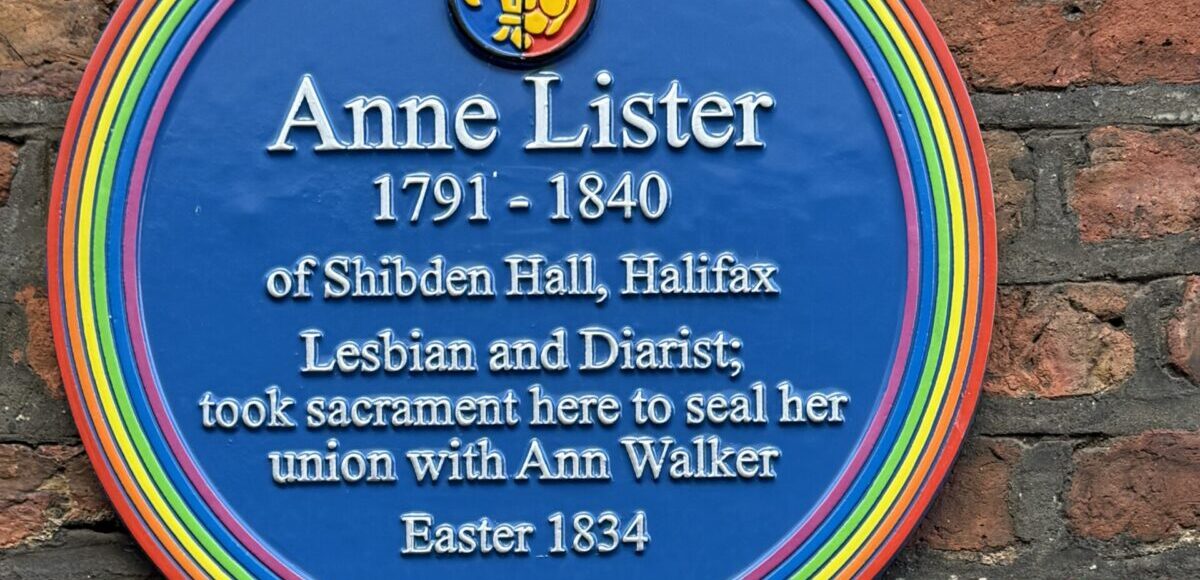 Anne Lister
1791 - 1840
of Shibden Hall, Halifax
Lesbian and Diarist;
took sacrament here to seal her
union with Ann Walker
Easter 1834